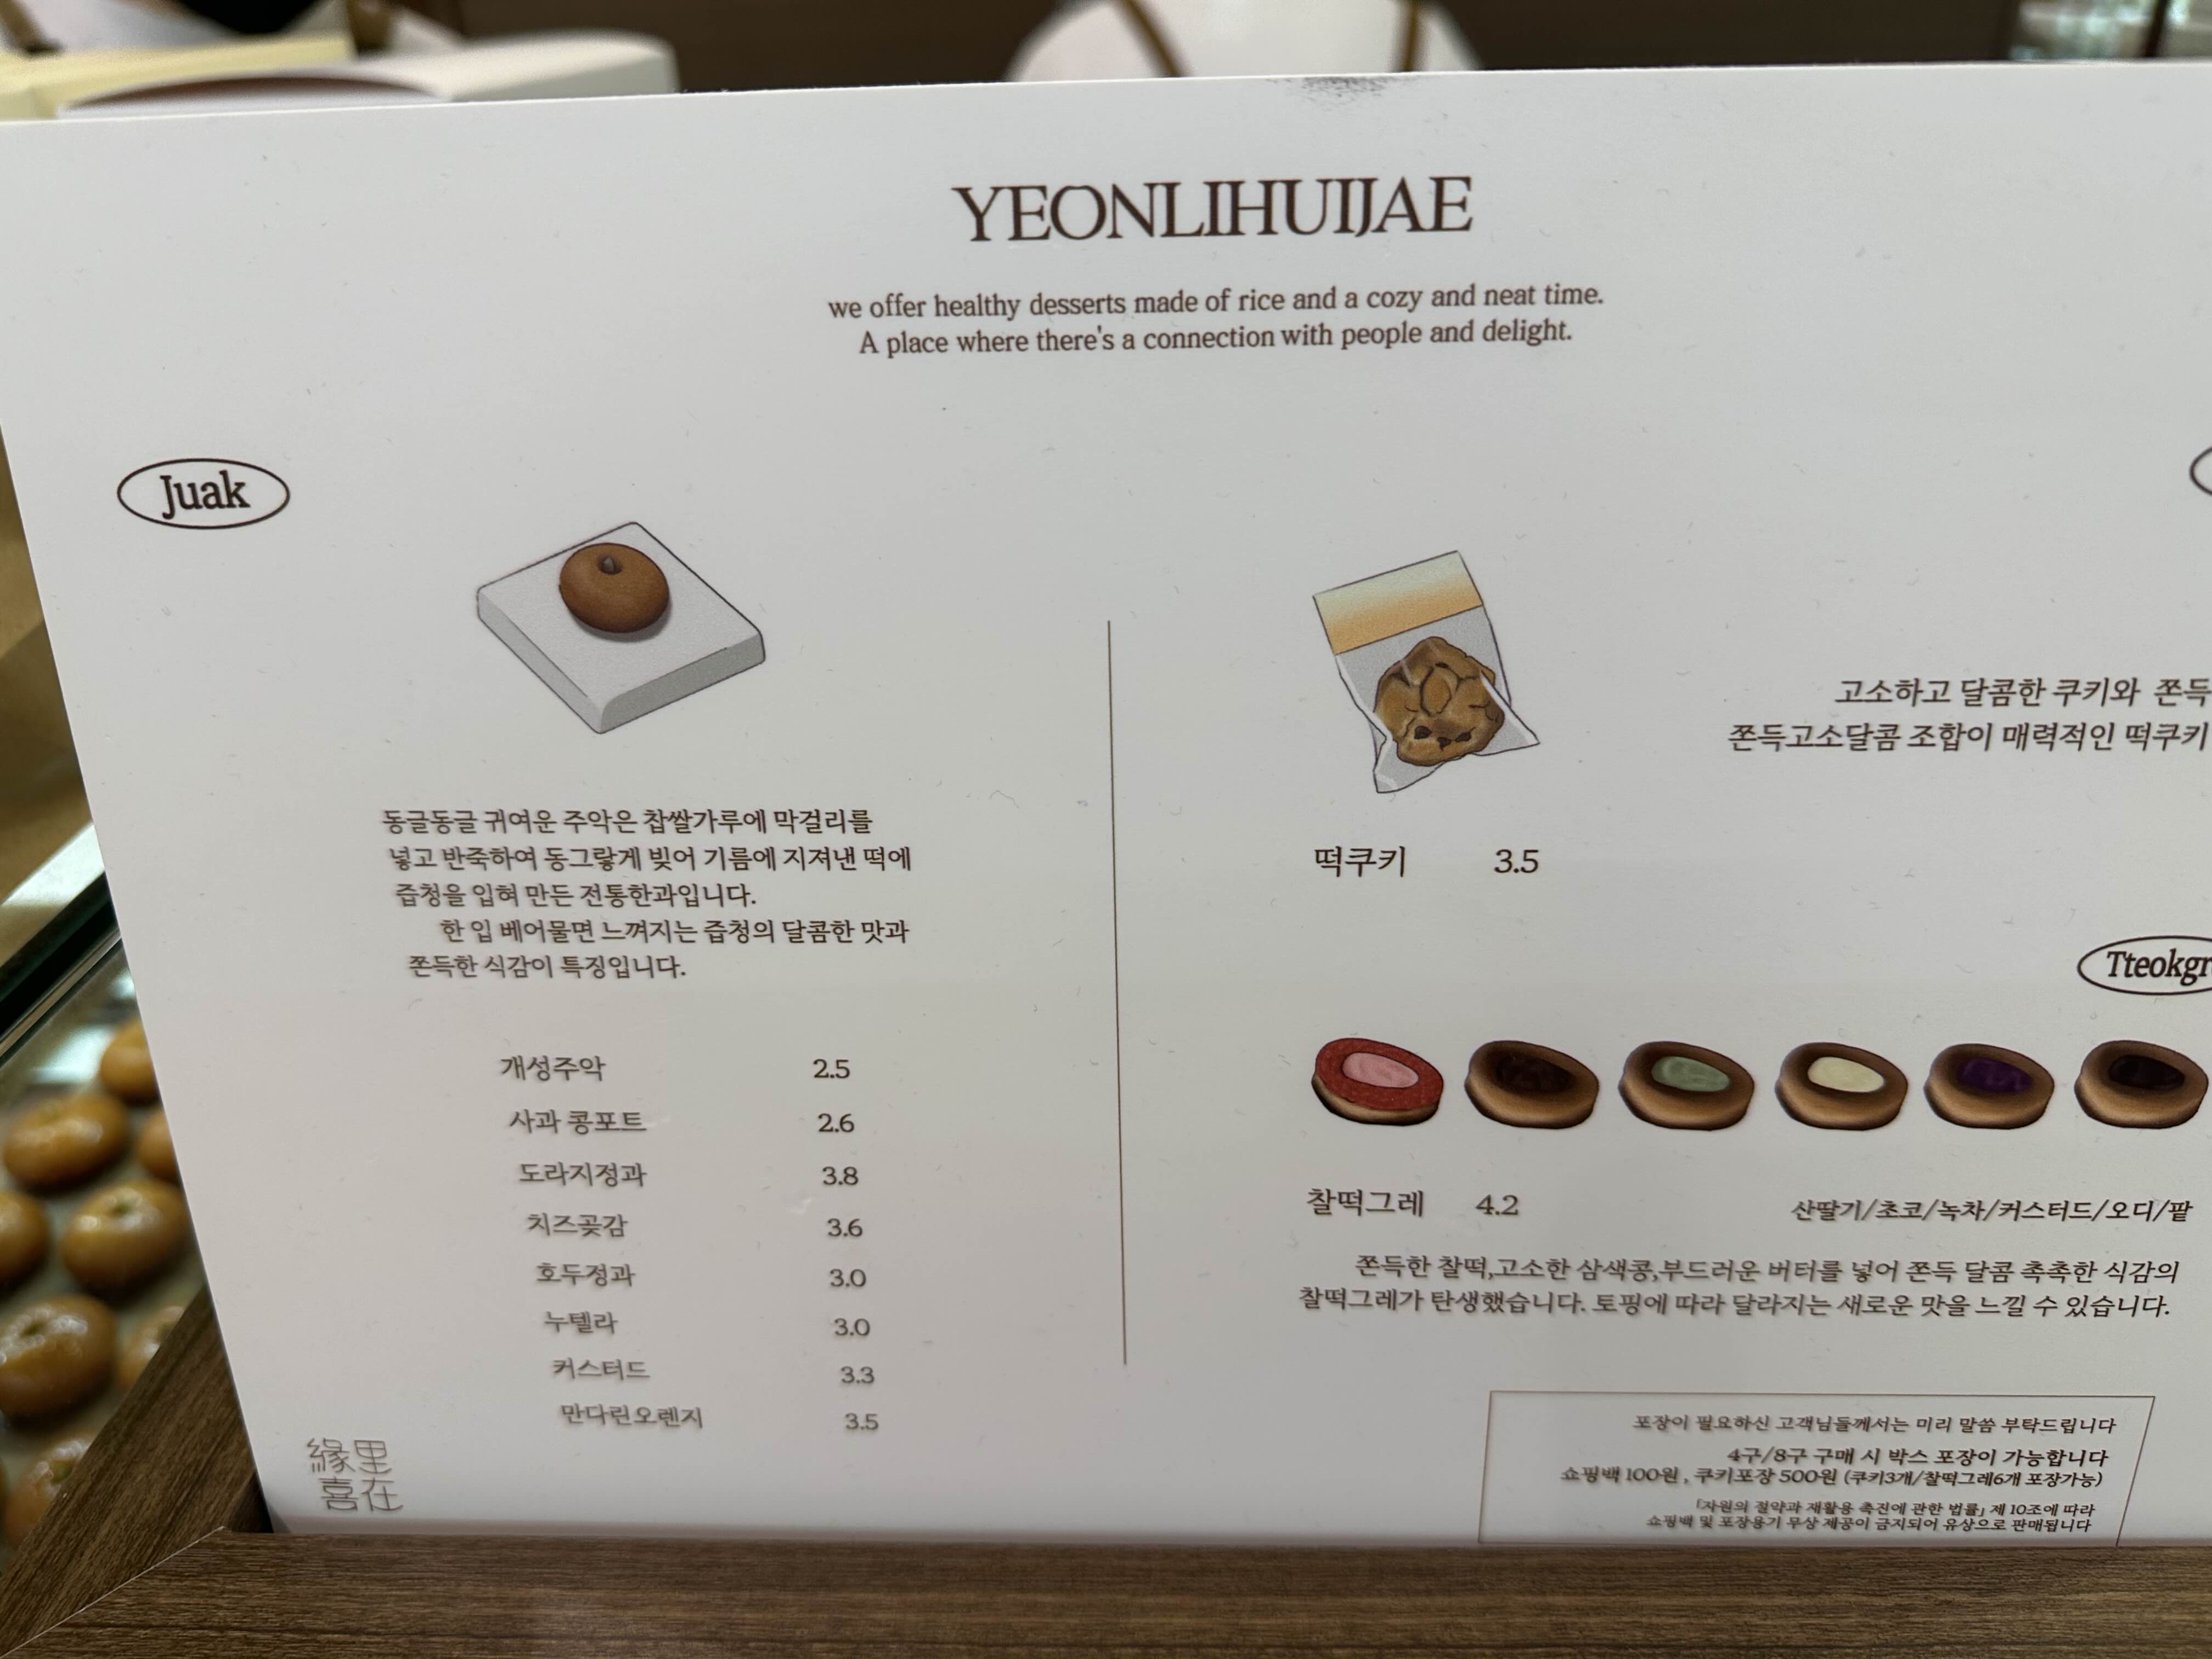 YEONLIHUIJAE
we offer healthy desserts made of rice and a cozy and neat time.
A place where there's a connection with people and delight.
Juak
동글동글 귀여운 주악은 찹쌀가루에 막걸리를
넣고 반죽하여 동그랗게 빚어 기름에 지져낸 떡에
즙청을 입혀 만든 전통한과입니다.
한 입 베어물면 느껴지는 즙청의 달콤한 맛과
쫀득한 식감이 특징입니다.
개성주악 2.5
사과 콩포트 2.6
도라지정과 3.8
치즈곶감 3.6
호두정과 3.0
누텔라 3.0
커스터드 3.3
만다린오렌지 3.5
緣里
喜在
고소하고 달콤한 쿠키와 쫀득
쫀득고소달콤 조합이 매력적인 떡쿠키
떡쿠키 3.5
Tteokgr
찰떡그레 4.2 산딸기/초코/녹차/커스터드/오디/팥
쫀득한 찰떡,고소한 삼색콩,부드러운 버터를 넣어 쫀득 달콤 촉촉한 식감의
찰떡그레가 탄생했습니다. 토핑에 따라 달라지는 새로운 맛을 느낄 수 있습니다.
포장이 필요하신 고객님들께서는 미리 말씀 부탁드립니다
4구/8구 구매 시 박스 포장이 가능합니다
쇼핑백 100원 , 쿠키포장 500원 (쿠키3개/찰떡그레6개 포장가능)
「자원의 절약과 재활용 촉진에 관한 법률」 제 10조에 따라
쇼핑백 및 포장용기 무상 제공이 금지되어 유상으로 판매됩니다